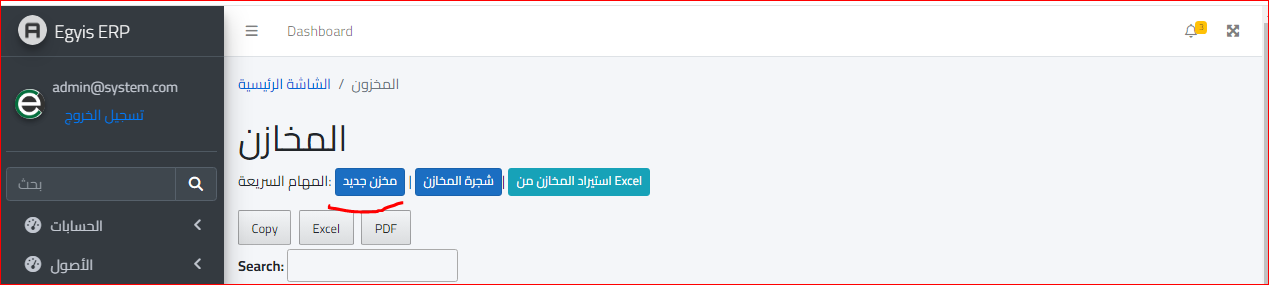 Egyis ERP
Dashboard
3
admin@system.com
تسجيل الخروج
بحث
الحسابات
الأصول
الشاشة الرئيسية / المخزون
المخازن
المهام السريعة: مخزن جديد | شجرة المخازن | استيراد المخازن من Excel
Copy Excel PDF
Search: